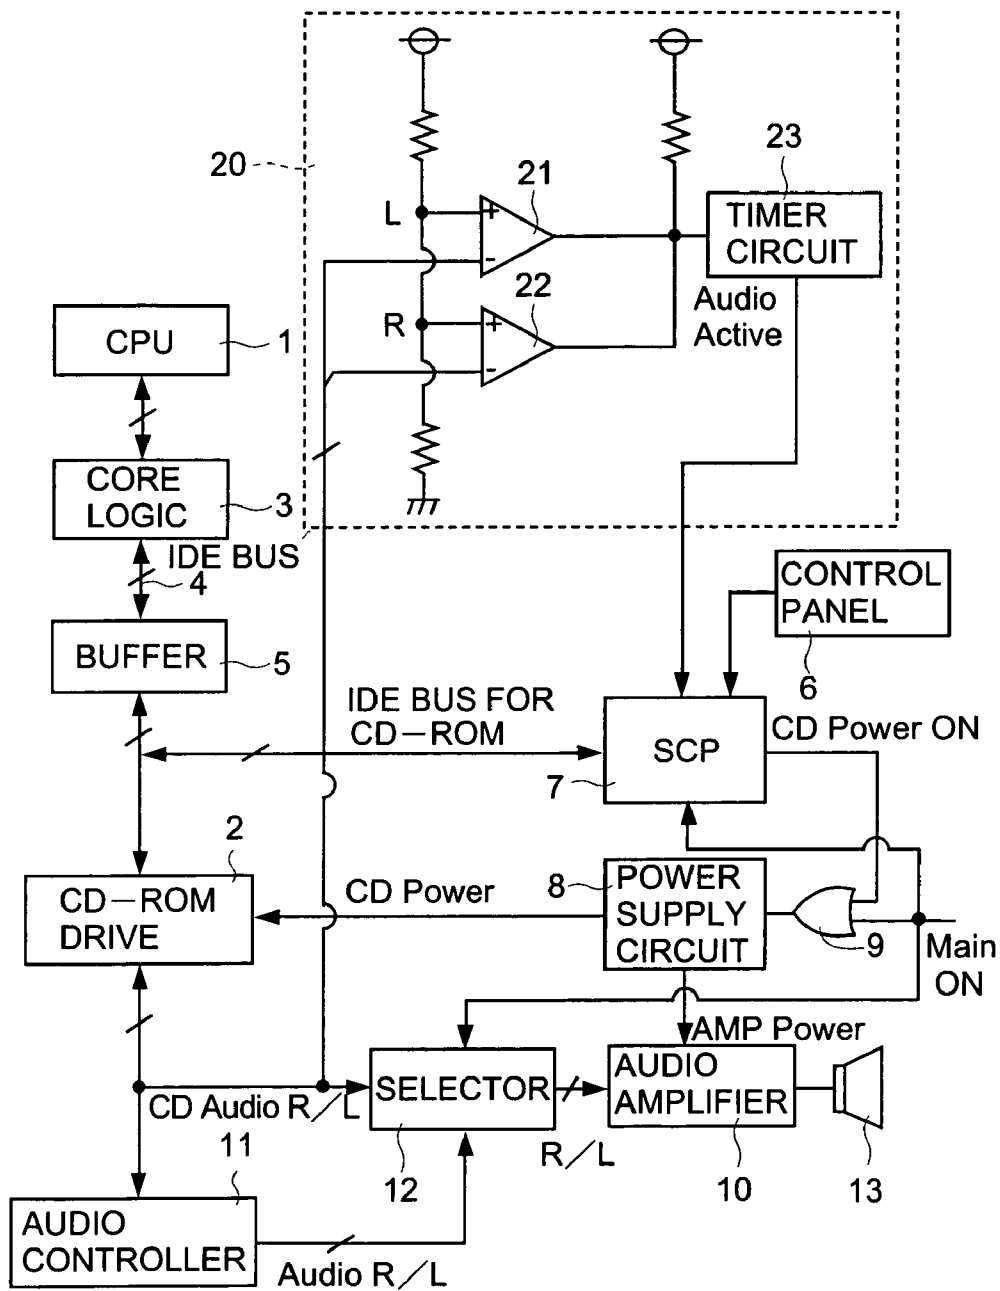 20
21
23
L
+
-
TIMER
CIRCUIT
22
Audio
Active
R
+
-
CPU
1
CORE
LOGIC
3
IDE BUS
4
CONTROL
PANEL
6
BUFFER
5
IDE BUS FOR
CD-ROM
SCP
7
CD Power ON
2
CD-ROM
DRIVE
CD Power
8
POWER
SUPPLY
CIRCUIT
9
Main
ON
AMP Power
SELECTOR
12
AUDIO
AMPLIFIER
10
13
CD Audio R/L
R/L
11
AUDIO
CONTROLLER
Audio R/L